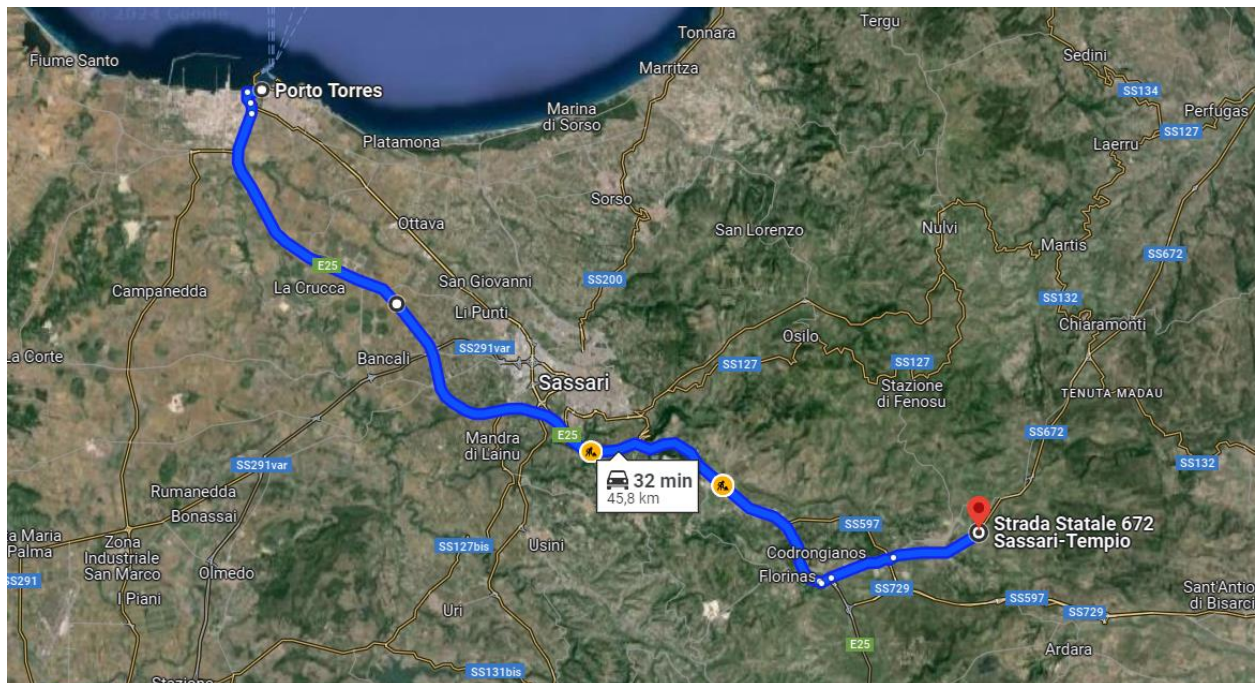 © 2024 Google
Fiume Santo
Porto Torres
Platamona
Marina
di Sorso
Marritza
Tonnara
Tergu
Sedini
SS134
Perfugas
SS127
Laerru
Sorso
Ottava
San Lorenzo
Nulvi
Martis
SS672
E25
La Crucca
San Giovanni
SS200
SS132
Campanedda
Li Punti
Chiaramonti
La Corte
Bancali
SS291var
Osilo
SS127
SS127
Sassari
Stazione
di Fenosu
TENUTA MADAU
E25
Mandra
di Lainu
SS672
SS132
SS291var
32 min
45,8 km
Rumanedda
Bonassai
SS597
Strada Statale 672
Sassari-Tempio
Maria
Palma
Zona
Industriale
San Marco
SS127bis
Usini
Codrongianos
SS291
Olmedo
Florinas
SS729
Sant'Antio
di Bisarci
I Piani
Uri
SS597
SS729
E25
Ardara
SS131bis
Stazione